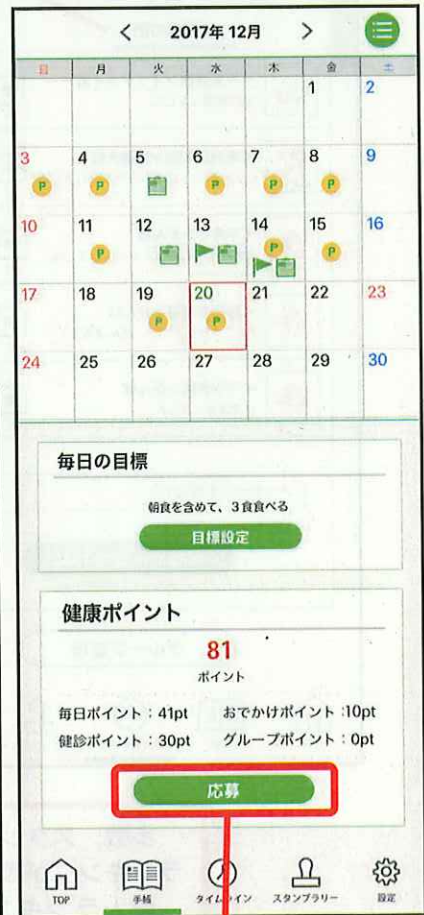 < 2017年 12月 >
日 月 火 水 木 金 土
1 2
3 4 5 6 7 8 9
P P P P P
10 11 12 13 14 15 16
P P P
17 18 19 20 21 22 23
P P
24 25 26 27 28 29 30
毎日の目標
朝食を含めて、3食食べる
目標設定
健康ポイント
81
ポイント
毎日ポイント：41pt おでかけポイント：10pt
健診ポイント：30pt グループポイント：0pt
応募
TOP 手帳 タイムライン スタンプラリー 設定